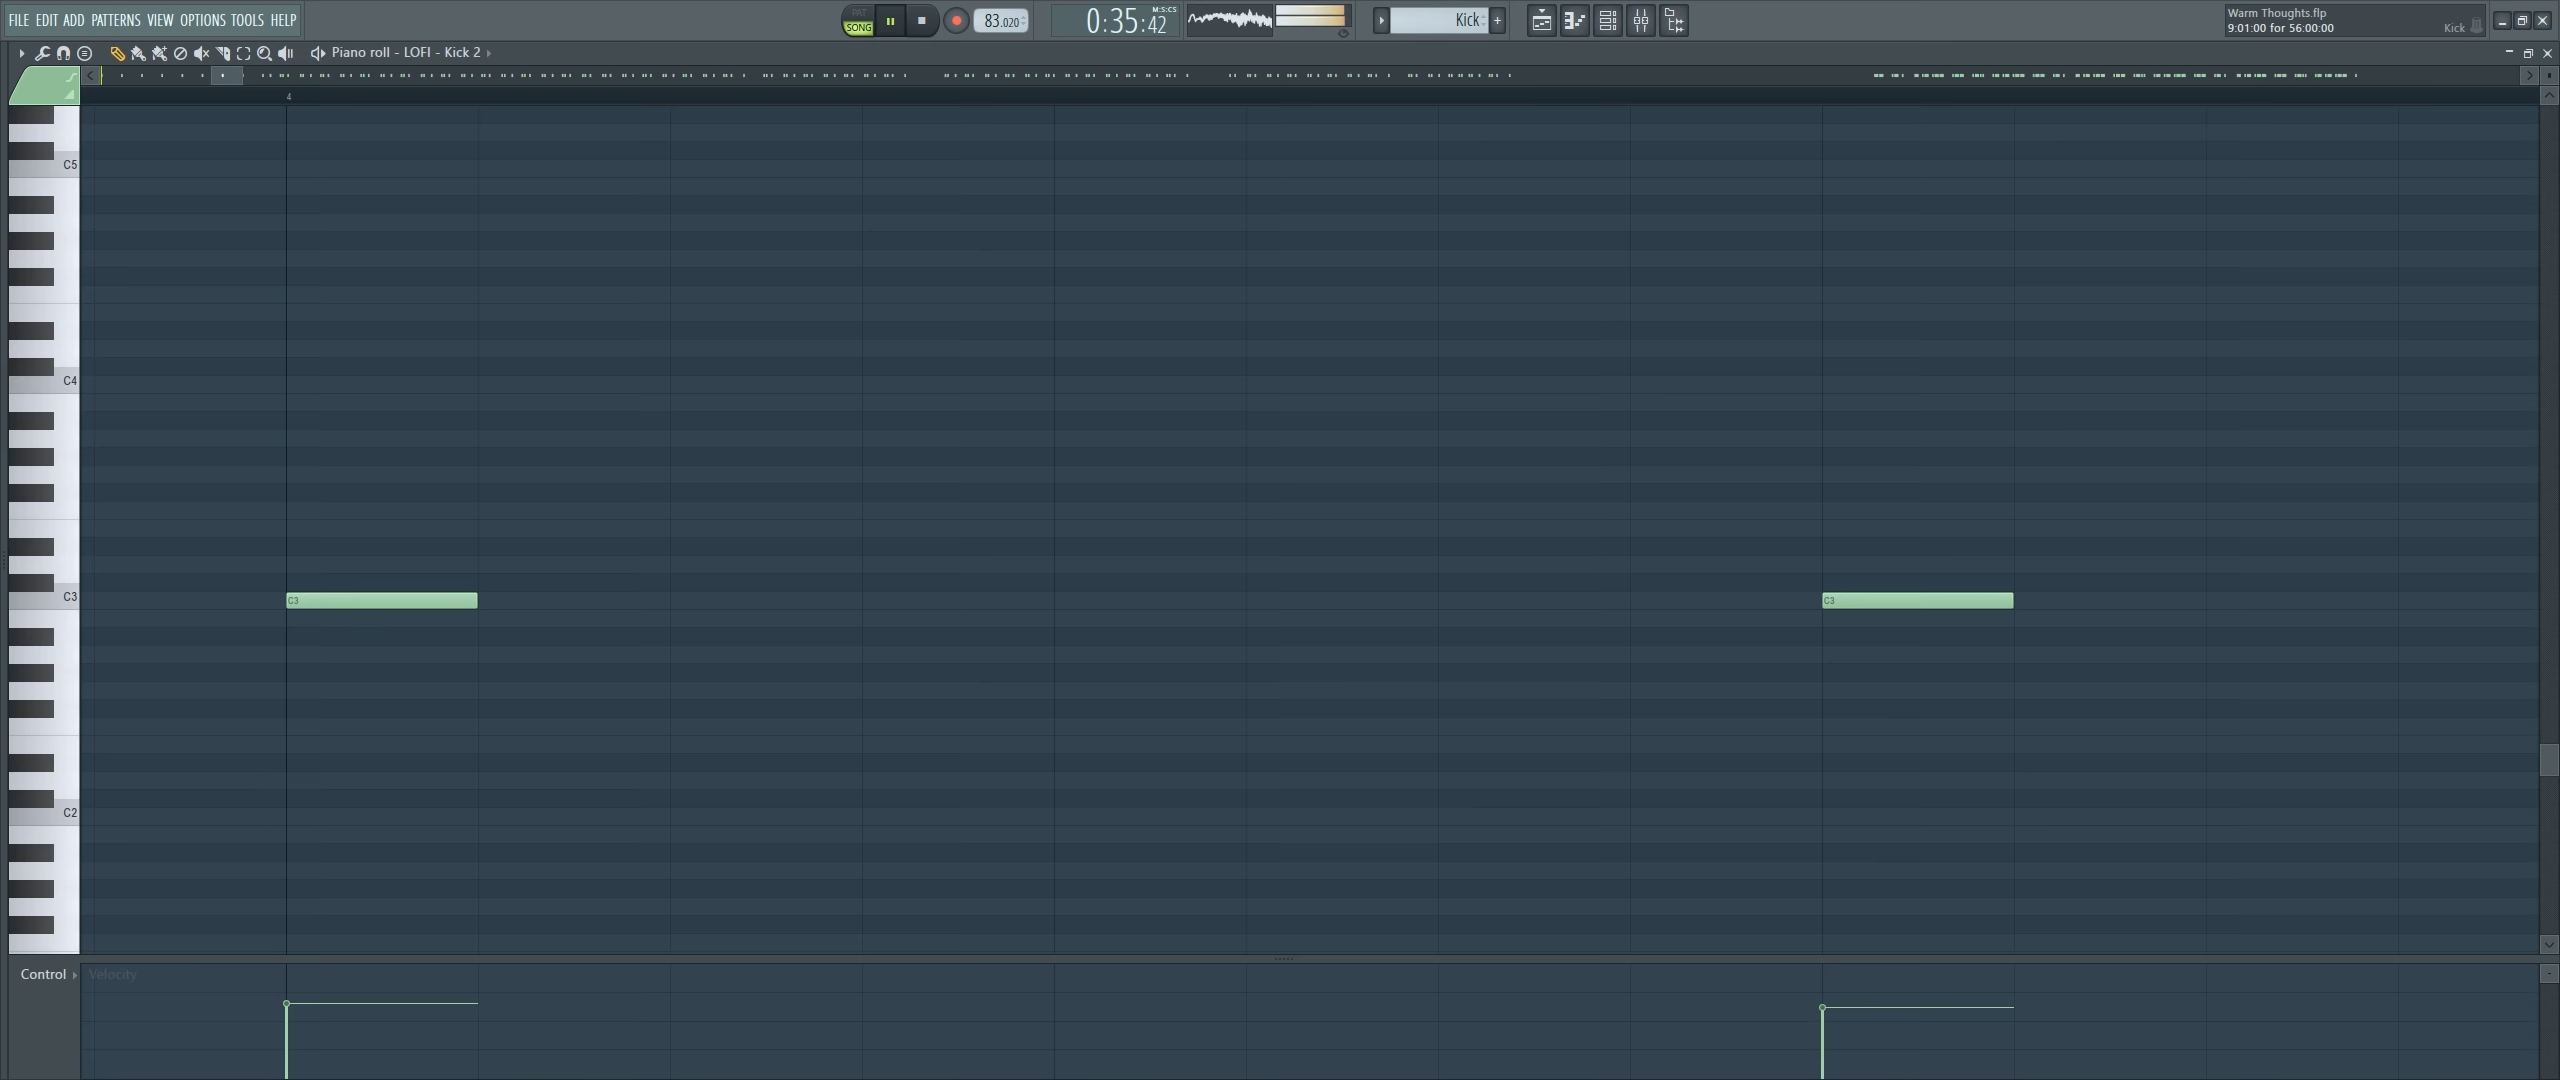 FILE EDIT ADD PATTERNS VIEW OPTIONS TOOLS HELP
PAT
SONG
83.020
0:35:42
M:S:CS
Kick
Warm Thoughts.flp
9:01:00 for 56:00:00
Kick
Piano roll - LOFI - Kick 2
4
C5
C4
C3
C3
C3
C2
Control
Velocity